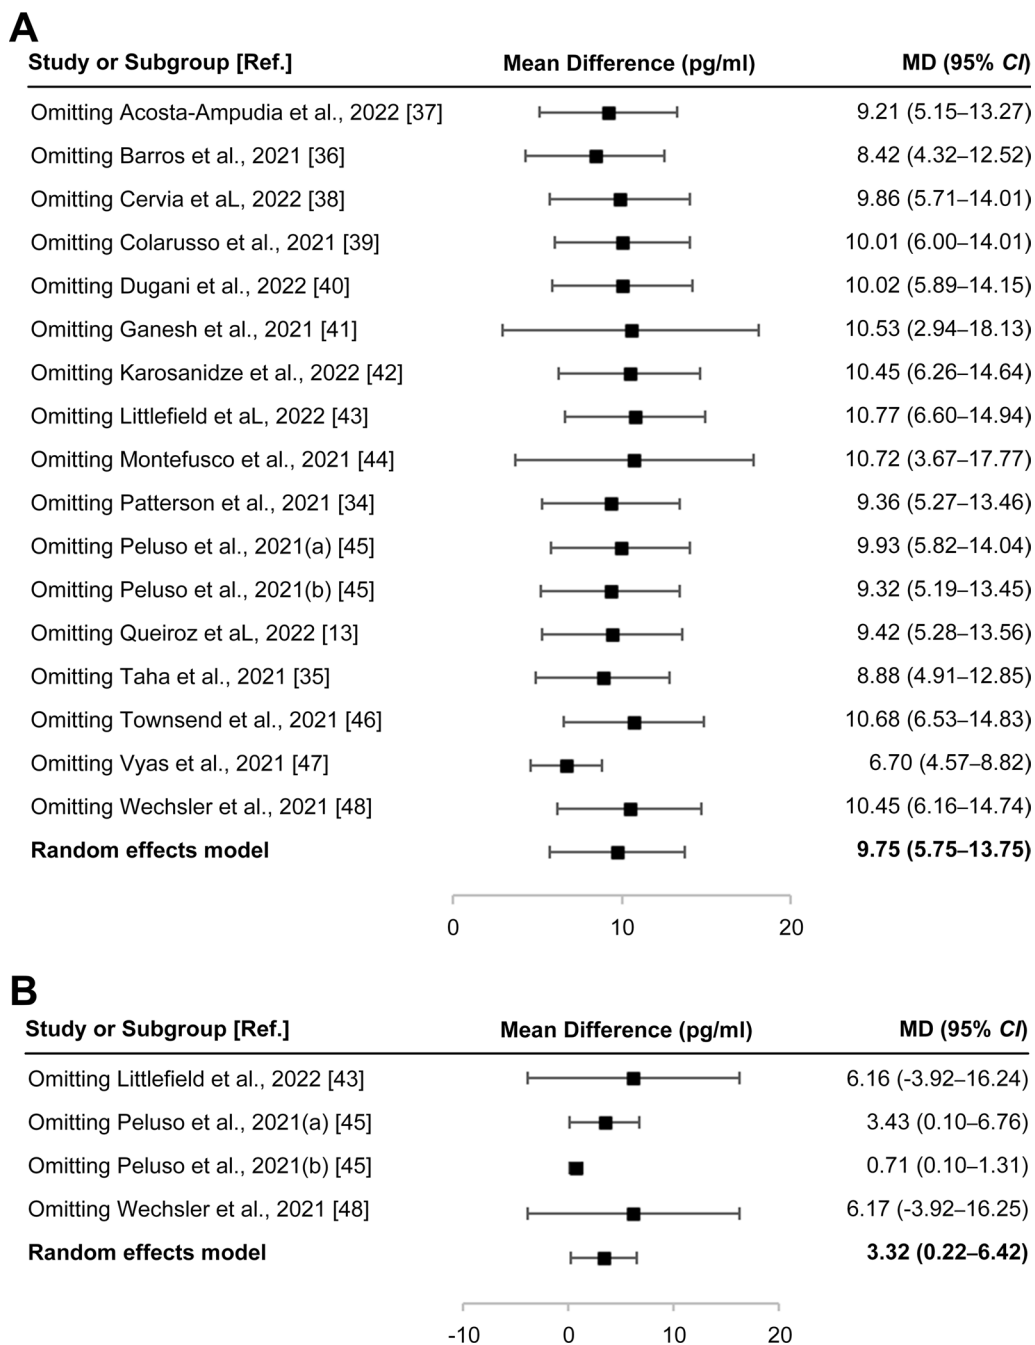 A
Study or Subgroup [Ref.] Mean Difference (pg/ml) MD (95% CI)
Omitting Acosta-Ampudia et al., 2022 [37] 9.21 (5.15–13.27)
Omitting Barros et al., 2021 [36] 8.42 (4.32–12.52)
Omitting Cervia et aL, 2022 [38] 9.86 (5.71–14.01)
Omitting Colarusso et al., 2021 [39] 10.01 (6.00–14.01)
Omitting Dugani et al., 2022 [40] 10.02 (5.89–14.15)
Omitting Ganesh et al., 2021 [41] 10.53 (2.94–18.13)
Omitting Karosanidze et al., 2022 [42] 10.45 (6.26–14.64)
Omitting Littlefield et aL, 2022 [43] 10.77 (6.60–14.94)
Omitting Montefusco et al., 2021 [44] 10.72 (3.67–17.77)
Omitting Patterson et al., 2021 [34] 9.36 (5.27–13.46)
Omitting Peluso et al., 2021(a) [45] 9.93 (5.82–14.04)
Omitting Peluso et al., 2021(b) [45] 9.32 (5.19–13.45)
Omitting Queiroz et aL, 2022 [13] 9.42 (5.28–13.56)
Omitting Taha et al., 2021 [35] 8.88 (4.91–12.85)
Omitting Townsend et al., 2021 [46] 10.68 (6.53–14.83)
Omitting Vyas et al., 2021 [47] 6.70 (4.57–8.82)
Omitting Wechsler et al., 2021 [48] 10.45 (6.16–14.74)
Random effects model 9.75 (5.75–13.75)
0 10 20
B
Study or Subgroup [Ref.] Mean Difference (pg/ml) MD (95% CI)
Omitting Littlefield et al., 2022 [43] 6.16 (-3.92–16.24)
Omitting Peluso et al., 2021(a) [45] 3.43 (0.10–6.76)
Omitting Peluso et al., 2021(b) [45] 0.71 (0.10–1.31)
Omitting Wechsler et al., 2021 [48] 6.17 (-3.92–16.25)
Random effects model 3.32 (0.22–6.42)
-10 0 10 20